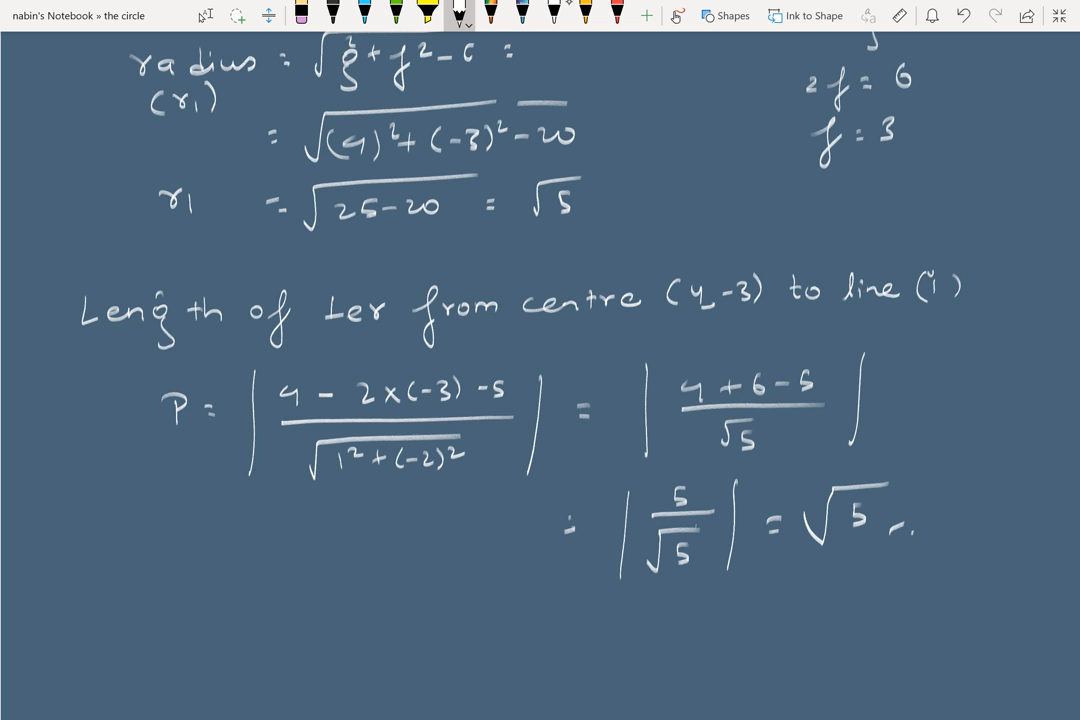 nabin's Notebook » the circle
Shapes
Ink to Shape
radius = √g²+f²-c =
(r₁)
2f = 6
= √(4)²+(-3)²-20
f = 3
r₁ = √25-20 = √5
Length of ⊥er from centre (4,-3) to line (i)
P = | 4 - 2×(-3) -5 / √1²+(-2)² | = | 4+6-5 / √5 |
= | 5 / √5 | = √5